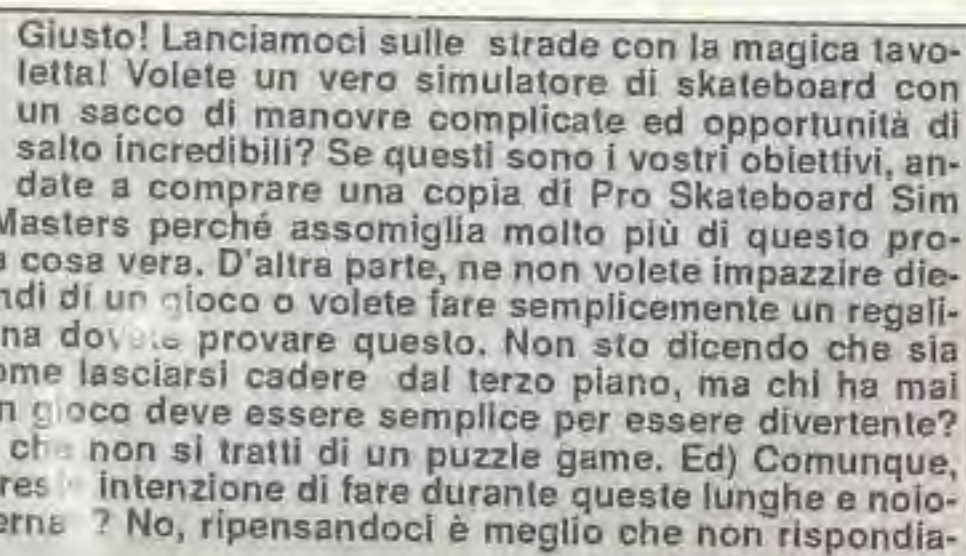 Giusto! Lanciamoci sulle strade con la magica tavo-
letta! Volete un vero simulatore di skateboard con
un sacco di manovre complicate ed opportunità di
salto incredibili? Se questi sono i vostri obiettivi, an-
date a comprare una copia di Pro Skateboard Sim
Masters perché assomiglia molto più di questo pro-
cosa vera. D'altra parte, ne non volete impazzire die-
ndi di un gioco o volete fare semplicemente un regali-
na provare questo. Non sto dicendo che sia
ome lasciarsi cadere dal terzo piano, ma chi ha mai
n gioco deve essere semplice per essere divertente?
che non si tratti di un puzzle game. Ed) Comunque,
intenzione di fare durante queste lunghe e noio-
? No, ripensandoci è meglio che non rispondia-